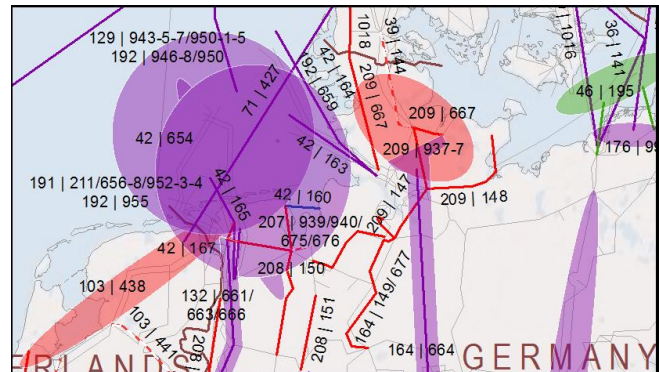 129 | 943-5-7/950-1-5
192 | 946-8/950
71 | 427
192 | 659
42 | 164
1018
209 | 667
39 | 144
1016
36 | 141
46 | 195
209 | 667
42 | 654
42 | 163
209 | 937-7
176 | 99
191 | 211/656-8/952-3-4
192 | 955
42 | 165
42 | 160
209 | 147
209 | 148
207 | 939/940/
675/676
42 | 167
208 | 150
103 | 438
132 | 661/
663/666
164 | 149/ 677
103 | 441
208 | 151
164 | 664
ERLANDS
GERMANY